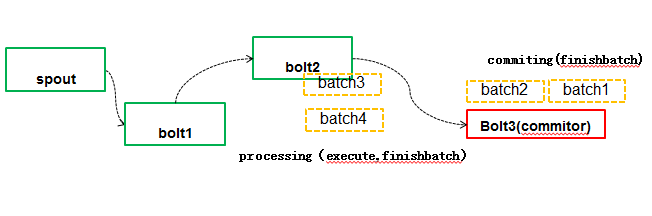 spout
bolt1
bolt2
batch3
batch4
processing（execute,finishbatch）
commiting(finishbatch)
batch2
batch1
Bolt3(commitor)